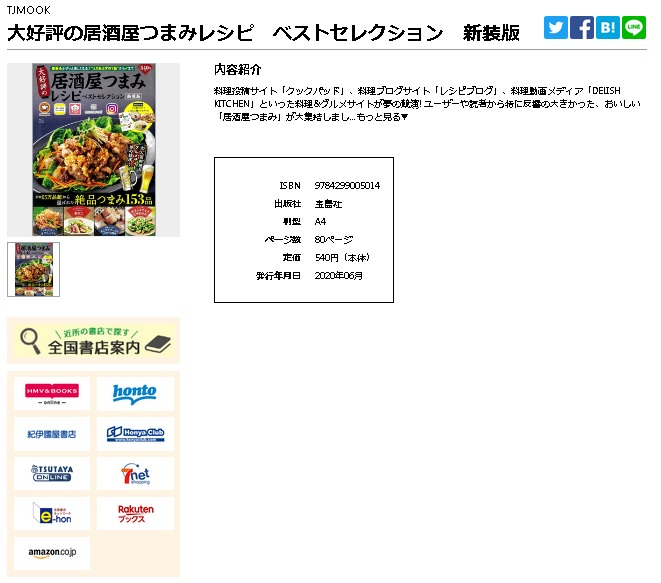 TJMOOK
大好評の居酒屋つまみレシピ　ベストセレクション　新装版
B!
LINE
大好評の
居酒屋つまみ
レシピ ベストセレクション
絶品つまみ153品
内容紹介
料理投稿サイト「クックパッド」、料理ブログサイト「レシピブログ」、料理動画メディア「DELISH
KITCHEN」といった料理&グルメサイトが夢の競演! ユーザーや読者から特に反響の大きかった、おいしい
「居酒屋つまみ」が大集結しまし...もっと見る▼
ISBN 9784299005014
出版社 宝島社
判型 A4
ページ数 80ページ
定価 540円（本体）
発行年月日 2020年06月
近所の書店で探す
全国書店案内
HMV&BOOKS
online
honto
紀伊國屋書店
Honya Club
www.honyaclub.com
TSUTAYA
ONLINE
7net
shopping
e-hon
Rakuten
ブックス
amazon.co.jp